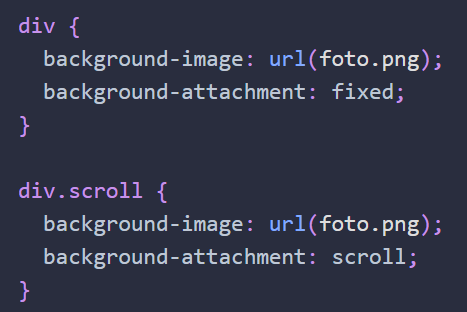 div {
  background-image: url(foto.png);
  background-attachment: fixed;
}

div.scroll {
  background-image: url(foto.png);
  background-attachment: scroll;
}